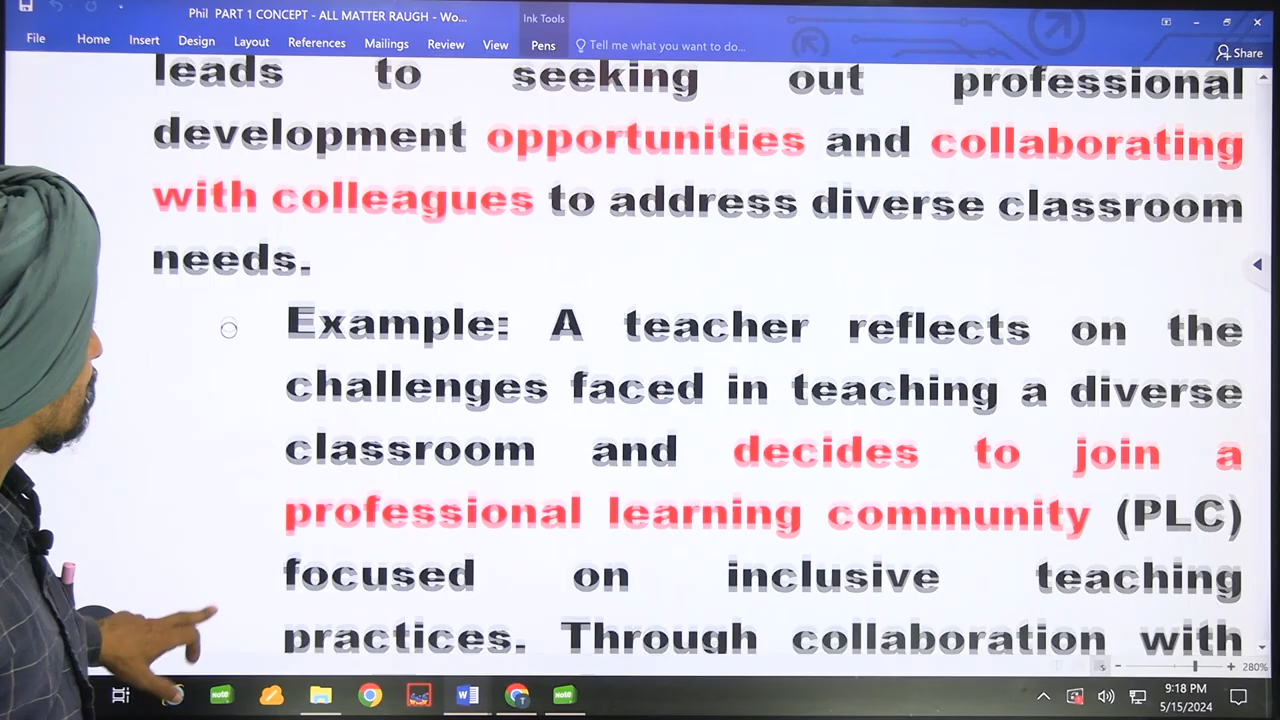 Phil PART 1 CONCEPT - ALL MATTER RAUGH - Wo...
Ink Tools
File Home Insert Design Layout References Mailings Review View Pens Tell me what you want to do... Share
leads to seeking out professional
development opportunities and collaborating
with colleagues to address diverse classroom
needs.
Example: A teacher reflects on the
challenges faced in teaching a diverse
classroom and decides to join a
professional learning community (PLC)
focused on inclusive teaching
practices. Through collaboration with
280%
Note
Note
9:18 PM
5/15/2024